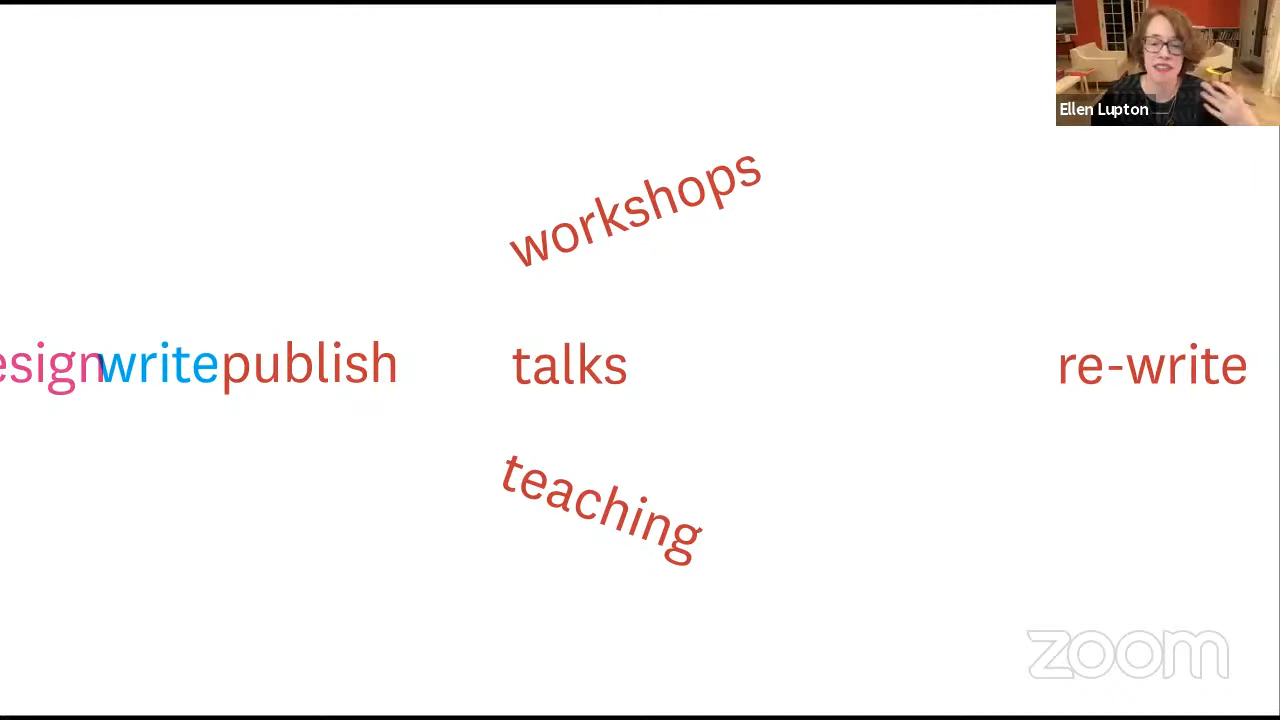 Ellen Lupton
workshops
esignwritepublish
talks
re-write
teaching
zoom